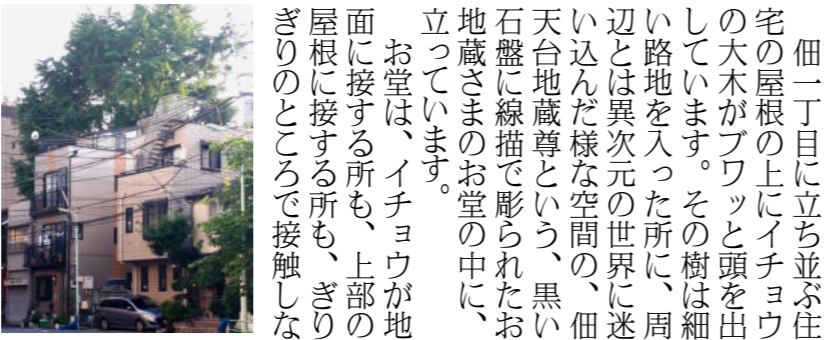 佃一丁目に立ち並ぶ住
宅の屋根の上にイチョウ
の大木がブワッと頭を出
しています。その樹は細
い路地を入った所に、周
辺とは異次元の世界に迷
い込んだ様な空間の、佃
天台地蔵尊という、黒い
石盤に線描で彫られたお
地蔵さまのお堂の中に、
立っています。
お堂は、イチョウが地
面に接する所も、上部の
屋根に接する所も、ぎり
ぎりのところで接触しな